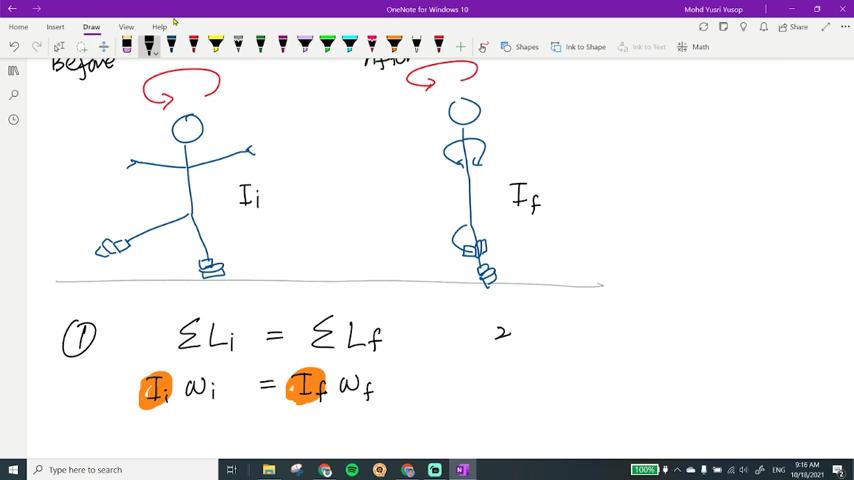 OneNote for Windows 10
Mohd Yusri Yusop
Home Insert Draw View Help
Share
Shapes Ink to Shape Ink to Text Math
Before
After
Ii
If
1 ΣLi = ΣLf 2
Ii ωi = If ωf
Type here to search
100%
ENG
9:16 AM
10/18/2021
2